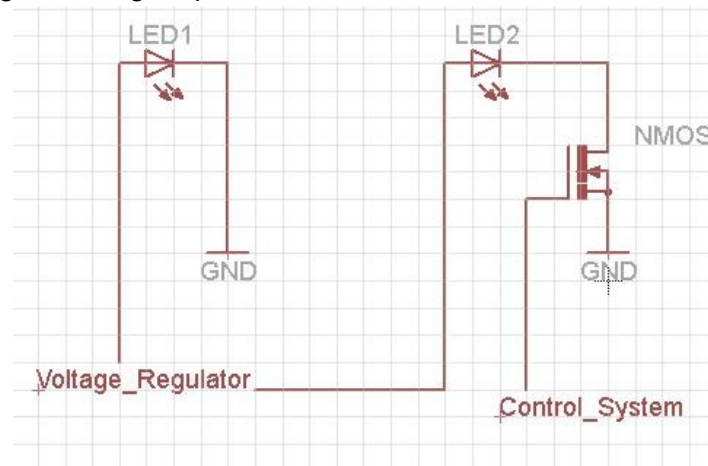 LED1
LED2
NMOS
GND
GND
Voltage_Regulator
Control_System